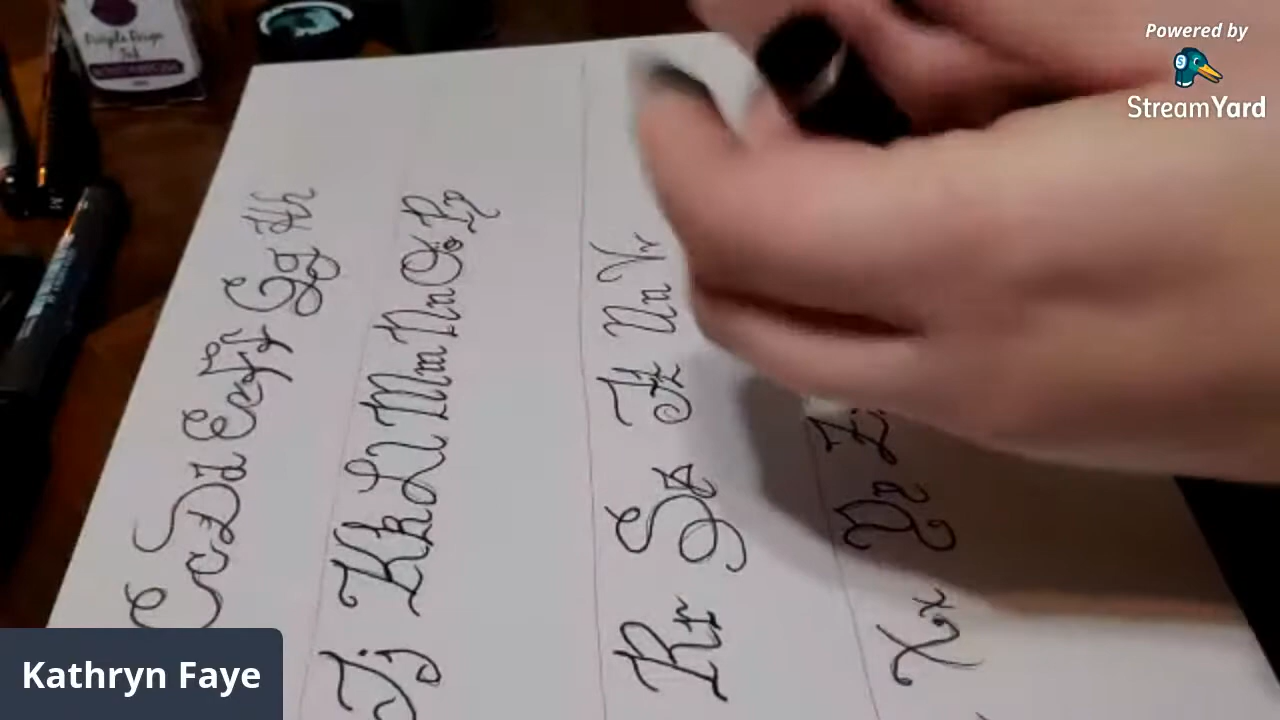 Powered by
StreamYard
Cc Dd Ee Ff Gg Hh
Jj Kk Ll Mm Nn Oo Pp
Rr Ss Tt Uu Vv
Xx Yy Zz
Kathryn Faye